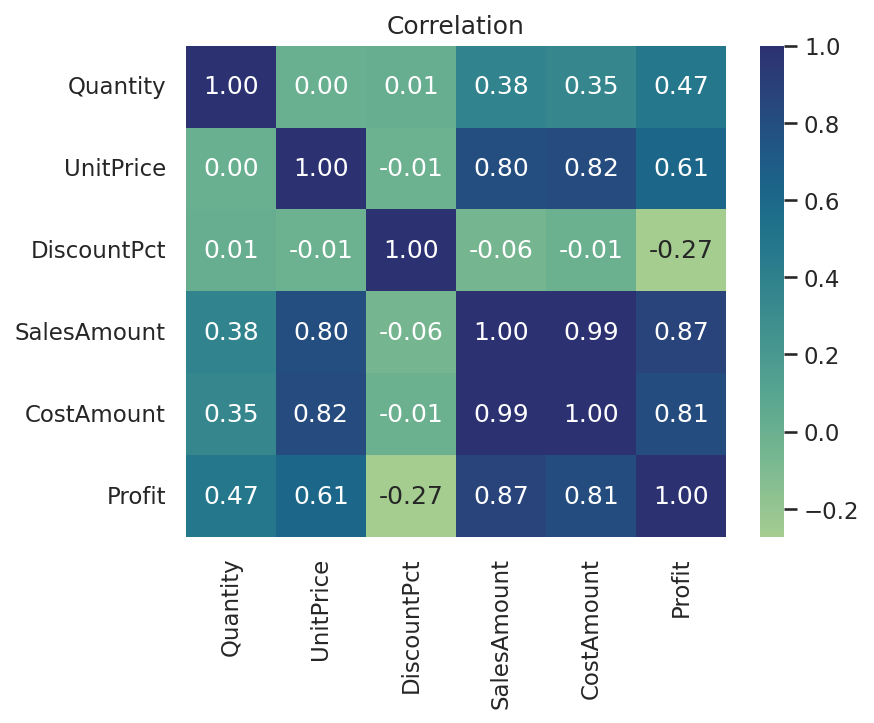 Correlation
Quantity 1.00 0.00 0.01 0.38 0.35 0.47
UnitPrice 0.00 1.00 -0.01 0.80 0.82 0.61
DiscountPct 0.01 -0.01 1.00 -0.06 -0.01 -0.27
SalesAmount 0.38 0.80 -0.06 1.00 0.99 0.87
CostAmount 0.35 0.82 -0.01 0.99 1.00 0.81
Profit 0.47 0.61 -0.27 0.87 0.81 1.00
Quantity
UnitPrice
DiscountPct
SalesAmount
CostAmount
Profit
1.0
0.8
0.6
0.4
0.2
0.0
−0.2